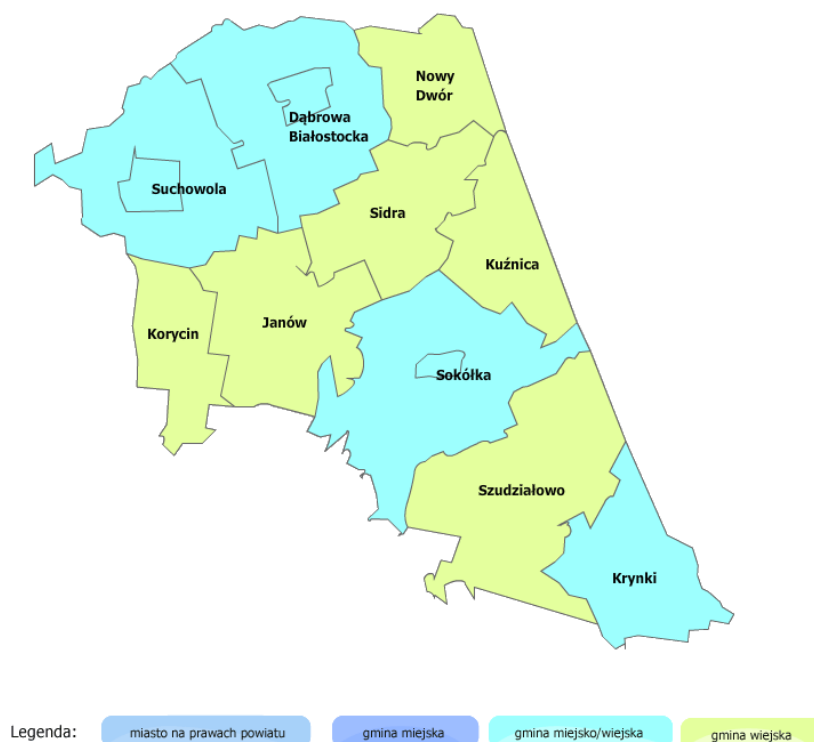 Nowy
Dwór
Dąbrowa
Białostocka
Suchowola
Sidra
Kuźnica
Korycin
Janów
Sokółka
Szudziałowo
Krynki
Legenda:
miasto na prawach powiatu
gmina miejska
gmina miejsko/wiejska
gmina wiejska